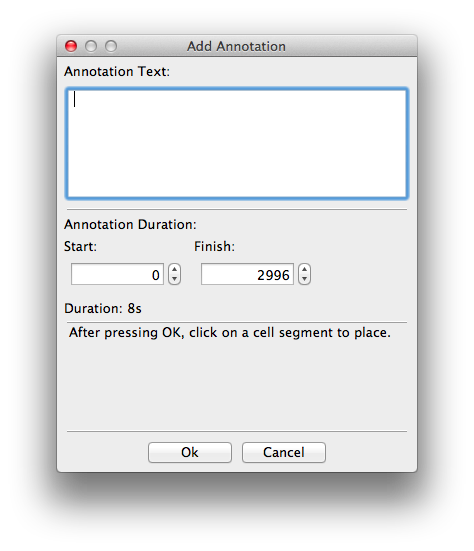 Add Annotation
Annotation Text:
Annotation Duration:
Start: Finish:
0 2996
Duration: 8s
After pressing OK, click on a cell segment to place.
Ok Cancel